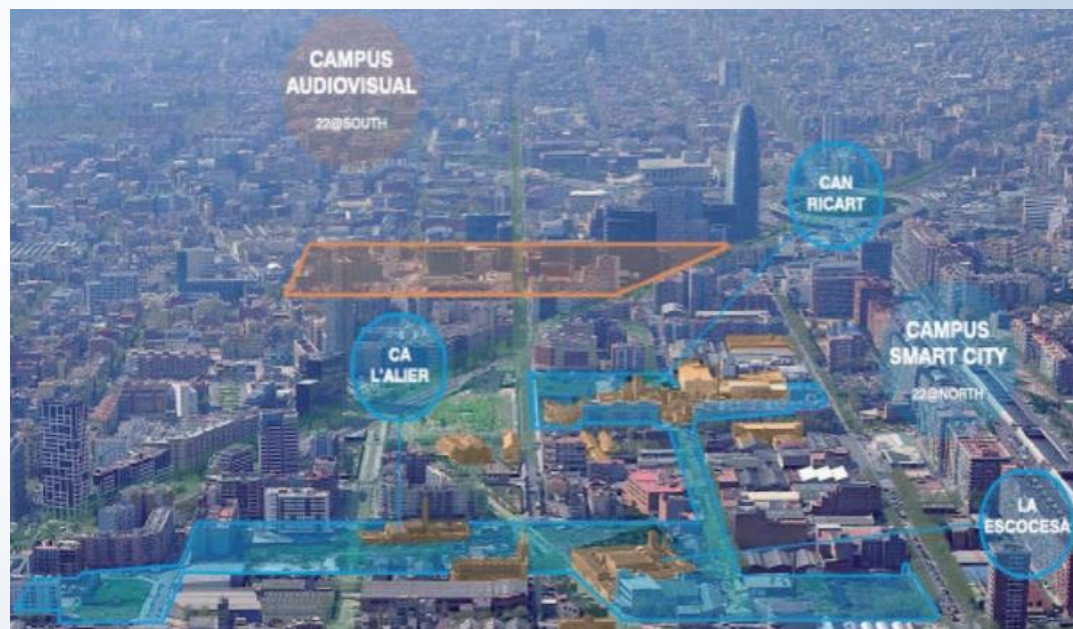 CAMPUS
AUDIOVISUAL
22@SOUTH
CAN
RICART
CA
L'ALIER
CAMPUS
SMART CITY
22@NORTH
LA
ESCOCESA